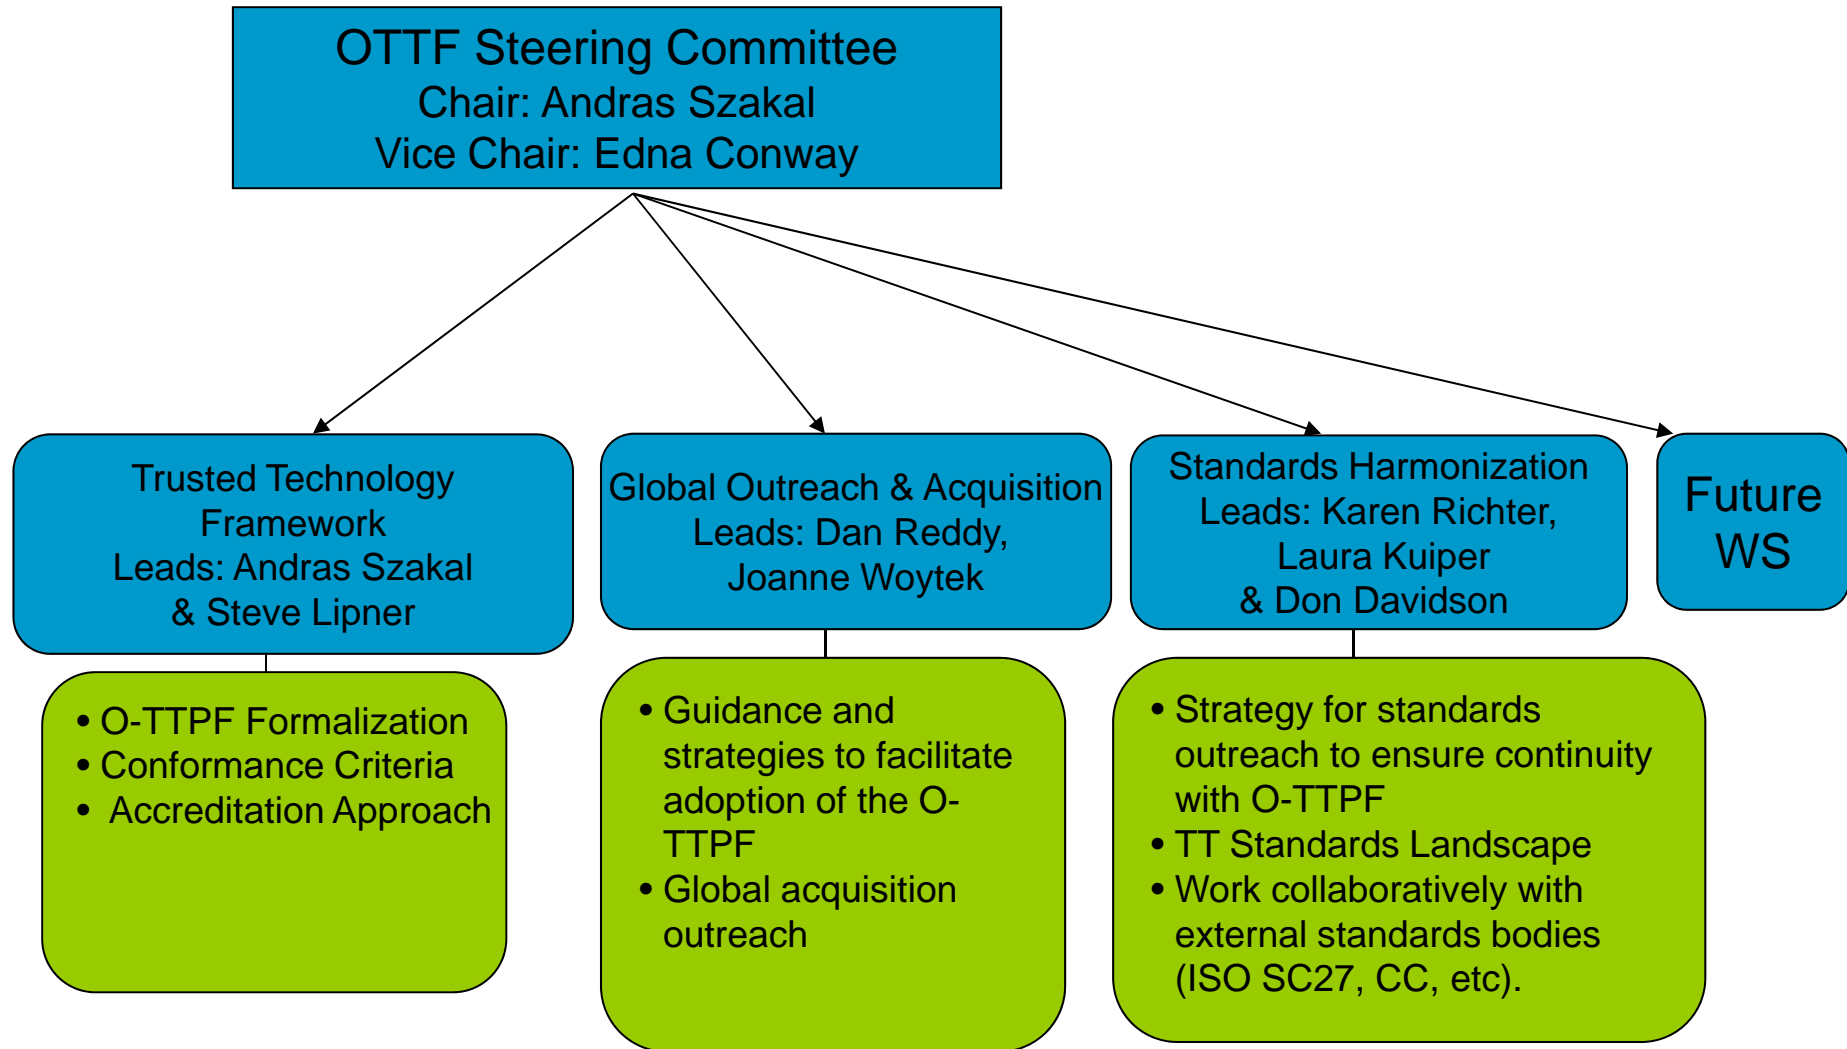 OTTF Steering Committee
Chair: Andras Szakal
Vice Chair: Edna Conway
Trusted Technology
Framework
Leads: Andras Szakal
& Steve Lipner
Global Outreach & Acquisition
Leads: Dan Reddy,
Joanne Woytek
Standards Harmonization
Leads: Karen Richter,
Laura Kuiper
& Don Davidson
Future
WS
• O-TTPF Formalization
• Conformance Criteria
• Accreditation Approach
• Guidance and
strategies to facilitate
adoption of the O-
TTPF
• Global acquisition
outreach
• Strategy for standards
outreach to ensure continuity
with O-TTPF
• TT Standards Landscape
• Work collaboratively with
external standards bodies
(ISO SC27, CC, etc).